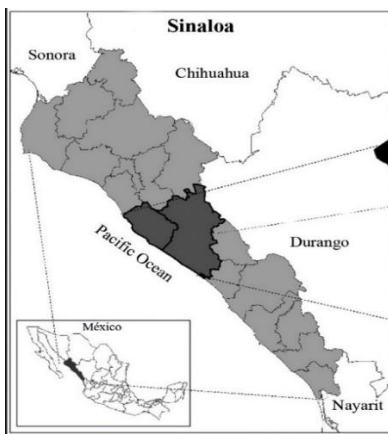 Sinaloa
Sonora
Chihuahua
Durango
Pacific Ocean
México
Nayarit